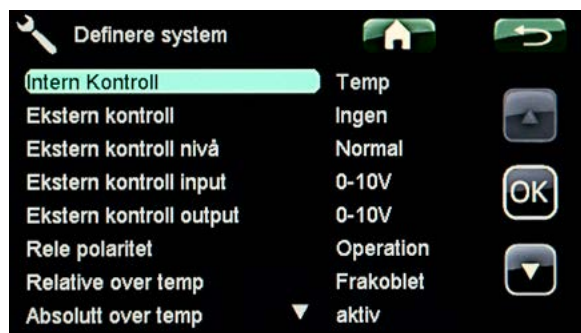 Definere system
Intern Kontroll Temp
Ekstern kontroll Ingen
Ekstern kontroll nivå Normal
Ekstern kontroll input 0-10V
Ekstern kontroll output 0-10V
Rele polaritet Operation
Relative over temp Frakoblet
Absolutt over temp aktiv
OK